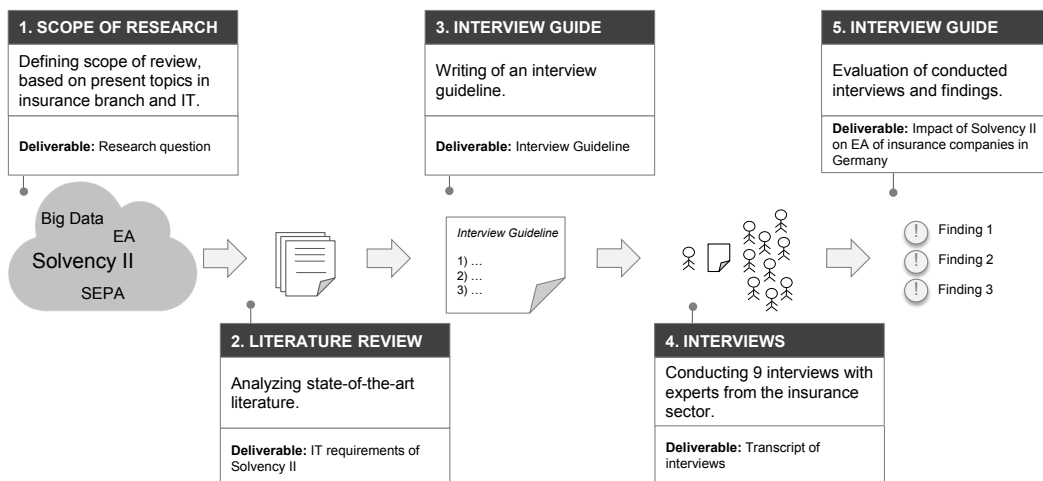 1. SCOPE OF RESEARCH
Defining scope of review,
based on present topics in
insurance branch and IT.
Deliverable: Research question
3. INTERVIEW GUIDE
Writing of an interview
guideline.
Deliverable: Interview Guideline
5. INTERVIEW GUIDE
Evaluation of conducted
interviews and findings.
Deliverable: Impact of Solvency II
on EA of insurance companies in
Germany
Big Data
EA
Solvency II
SEPA
Interview Guideline
1) ...
2) ...
3) ...
! Finding 1
! Finding 2
! Finding 3
2. LITERATURE REVIEW
Analyzing state-of-the-art
literature.
Deliverable: IT requirements of
Solvency II
4. INTERVIEWS
Conducting 9 interviews with
experts from the insurance
sector.
Deliverable: Transcript of
interviews